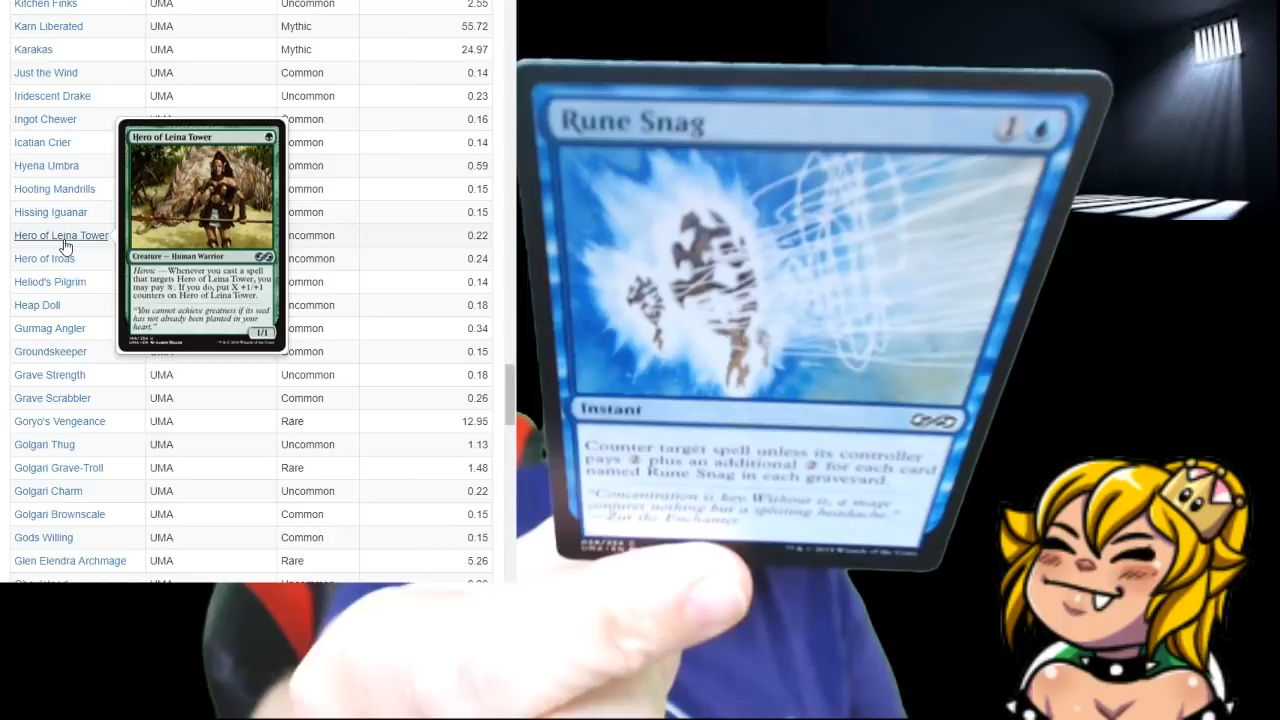 Kitchen Finks UMA Uncommon 2.55
Karn Liberated UMA Mythic 55.72
Karakas UMA Mythic 24.97
Just the Wind UMA Common 0.14
Iridescent Drake UMA Uncommon 0.23
Ingot Chewer ommon 0.16
Icatian Crier ommon 0.14
Hyena Umbra ommon 0.59
Hooting Mandrills ommon 0.15
Hissing Iguanar ommon 0.15
Hero of Leina Tower 0.22
Hero of Iroas 0.24
Heliod's Pilgrim ommon 0.14
Heap Doll 0.18
Gurmag Angler ommon 0.34
Groundskeeper 0.15
Grave Strength UMA Uncommon 0.18
Grave Scrabbler UMA Common 0.26
Goryo's Vengeance UMA Rare 12.95
Golgari Thug UMA Uncommon 1.13
Golgari Grave-Troll UMA Rare 1.48
Golgari Charm UMA Uncommon 0.22
Brownscale UMA Common 0.15
Gods Willing UMA Common 0.15
Glen Elendra Archmage UMA Rare 5.26
Hero of Leina Tower
Creature — Human Warrior
Heroic — Whenever you cast a spell
that targets Hero of Leina Tower, you
may pay X. If you do, put X +1/+1
counters on Hero of Leina Tower.
"You cannot achieve greatness if its seed
has not already been planted in your
heart."
1/1
Rune Snag 1
Instant
Counter target spell unless its controller
pays 2 plus an additional 2 for each card
named Rune Snag in each graveyard.
"Concentration is key. Without it, a mage
conjures nothing but a splitting headache."
—Zur the Enchanter